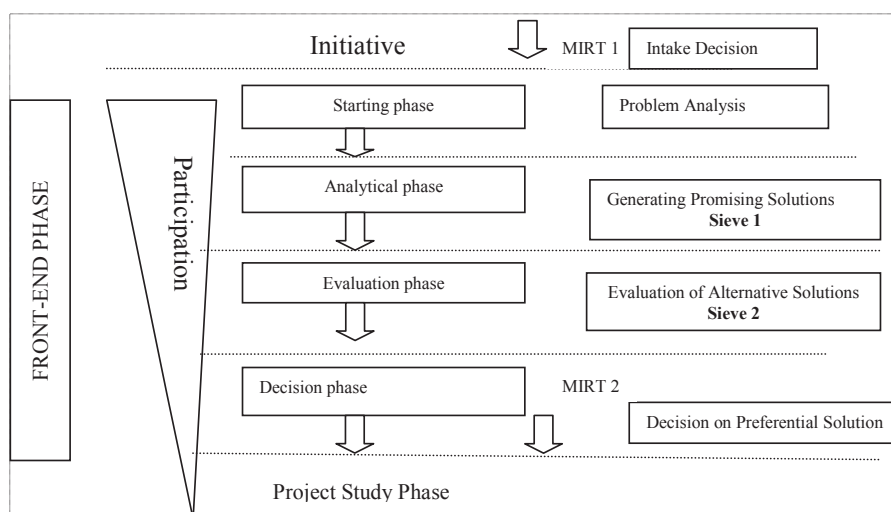 Initiative
MIRT 1
Intake Decision
FRONT-END PHASE
Participation
Starting phase
Problem Analysis
Analytical phase
Generating Promising Solutions
Sieve 1
Evaluation phase
Evaluation of Alternative Solutions
Sieve 2
Decision phase
MIRT 2
Decision on Preferential Solution
Project Study Phase